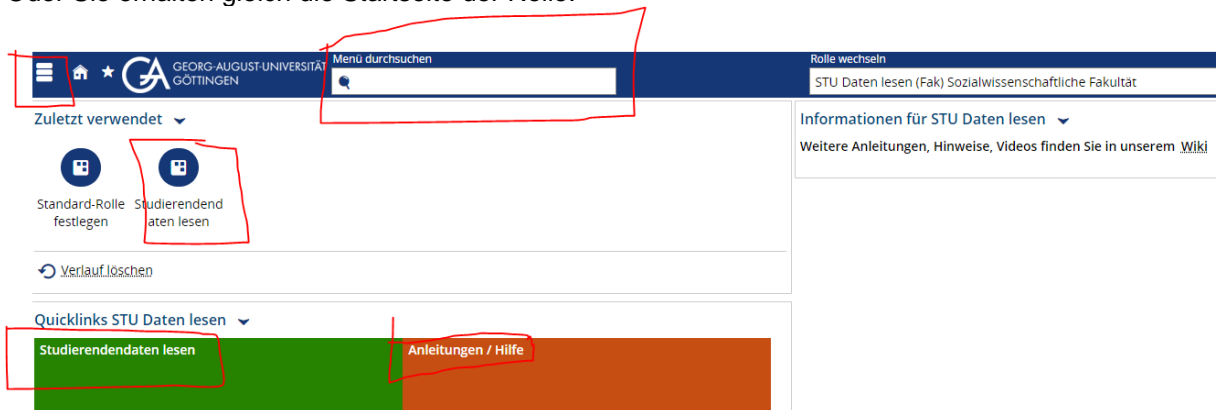 Oder Sie erhalten gleich die Startseite der Rolle.
GEORG-AUGUST-UNIVERSITÄT
GÖTTINGEN
Menü durchsuchen
Rolle wechseln
STU Daten lesen (Fak) Sozialwissenschaftliche Fakultät
Zuletzt verwendet
Standard-Rolle
festlegen
Studierendend
aten lesen
Verlauf löschen
Informationen für STU Daten lesen
Weitere Anleitungen, Hinweise, Videos finden Sie in unserem Wiki
Quicklinks STU Daten lesen
Studierendendaten lesen
Anleitungen / Hilfe